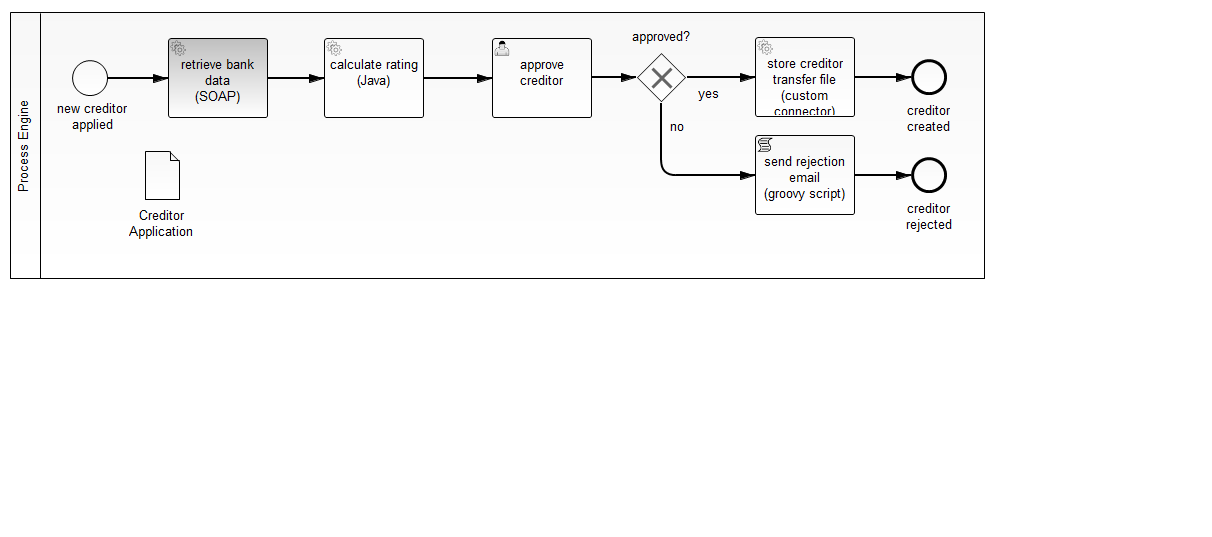 Process Engine
new creditor
applied
retrieve bank
data
(SOAP)
calculate rating
(Java)
approve
creditor
approved?
yes
no
store creditor
transfer file
(custom
connector)
creditor
created
send rejection
email
(groovy script)
creditor
rejected
Creditor
Application